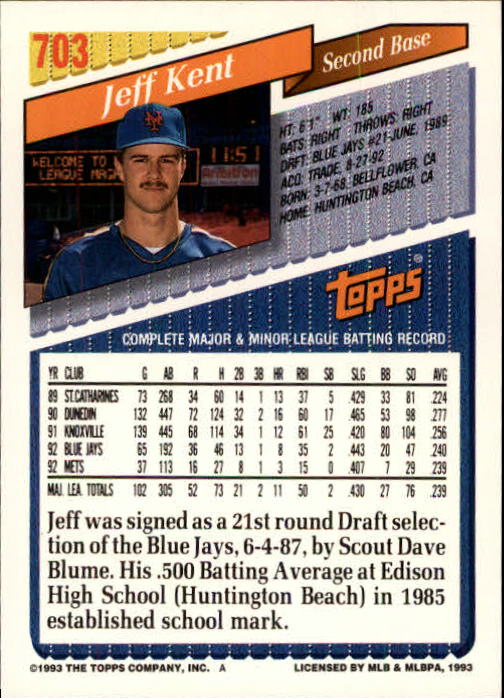 703
Jeff Kent
Second Base
WELCOME TO
11:51
LEAGUE
HT: 6'1" WT: 185
BATS: RIGHT THROWS: RIGHT
DRAFT: BLUE JAYS #21-JUNE, 1989
ACQ: TRADE, 8-27-92
BORN: 3-7-68, BELLFLOWER, CA
HOME: HUNTINGTON BEACH, CA
TOPPS®
COMPLETE MAJOR & MINOR LEAGUE BATTING RECORD
YR CLUB G AB R H 2B 3B HR RBI SB SLG BB SO AVG
89 ST.CATHARINES 73 268 34 60 14 1 13 37 5 .429 33 81 .224
90 DUNEDIN 132 447 72 124 32 2 16 60 17 .465 53 98 .277
91 KNOXVILLE 139 445 68 114 34 1 12 61 25 .420 80 104 .256
92 BLUE JAYS 65 192 36 46 13 1 8 35 2 .443 20 47 .240
92 METS 37 113 16 27 8 1 3 15 0 .407 7 29 .239
MAJ. LEA. TOTALS 102 305 52 73 21 2 11 50 2 .430 27 76 .239
Jeff was signed as a 21st round Draft selec-
tion of the Blue Jays, 6-4-87, by Scout Dave
Blume. His .500 Batting Average at Edison
High School (Huntington Beach) in 1985
established school mark.
©1993 THE TOPPS COMPANY, INC. A
LICENSED BY MLB & MLBPA, 1993